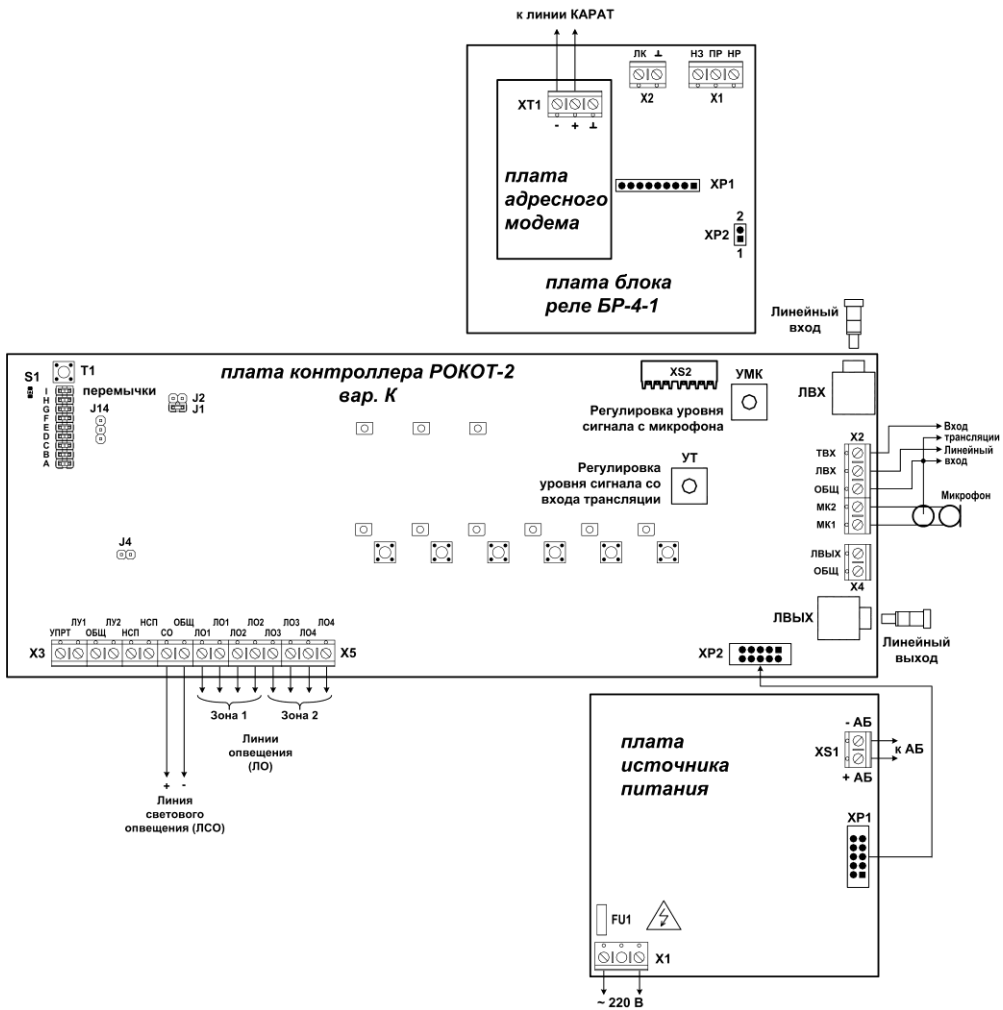 к линии КАРАТ
ЛК ⊥
НЗ ПР НР
X2
X1
XT1
- + ⊥
плата
адресного
модема
XP1
2
XP2
1
плата блока
реле БР-4-1
Линейный
вход
S1
T1
перемычки
I
H
G
F
E
D
C
B
A
J14
J2
J1
плата контроллера РОКОТ-2
вар. К
XS2
УМК
Регулировка уровня
сигнала с микрофона
ЛВХ
УТ
Регулировка
уровня сигнала со
входа трансляции
X2
ТВХ
ЛВХ
ОБЩ
МК2
МК1
Вход
трансляции
Линейный
вход
Микрофон
ЛВЫХ
ОБЩ
X4
J4
ЛВЫХ
Линейный
выход
XP2
ЛУ1 ЛУ2 НСП ОБЩ ЛО1 ЛО2 ЛО3 ЛО4
УПРТ ОБЩ НСП СО ЛО1 ЛО2 ЛО3 ЛО4
X3
X5
Зона 1
Зона 2
Линии
опвещения
(ЛО)
+ -
Линия
светового
опвещения (ЛСО)
плата
источника
питания
- АБ
XS1
к АБ
+ АБ
XP1
FU1
X1
~ 220 В